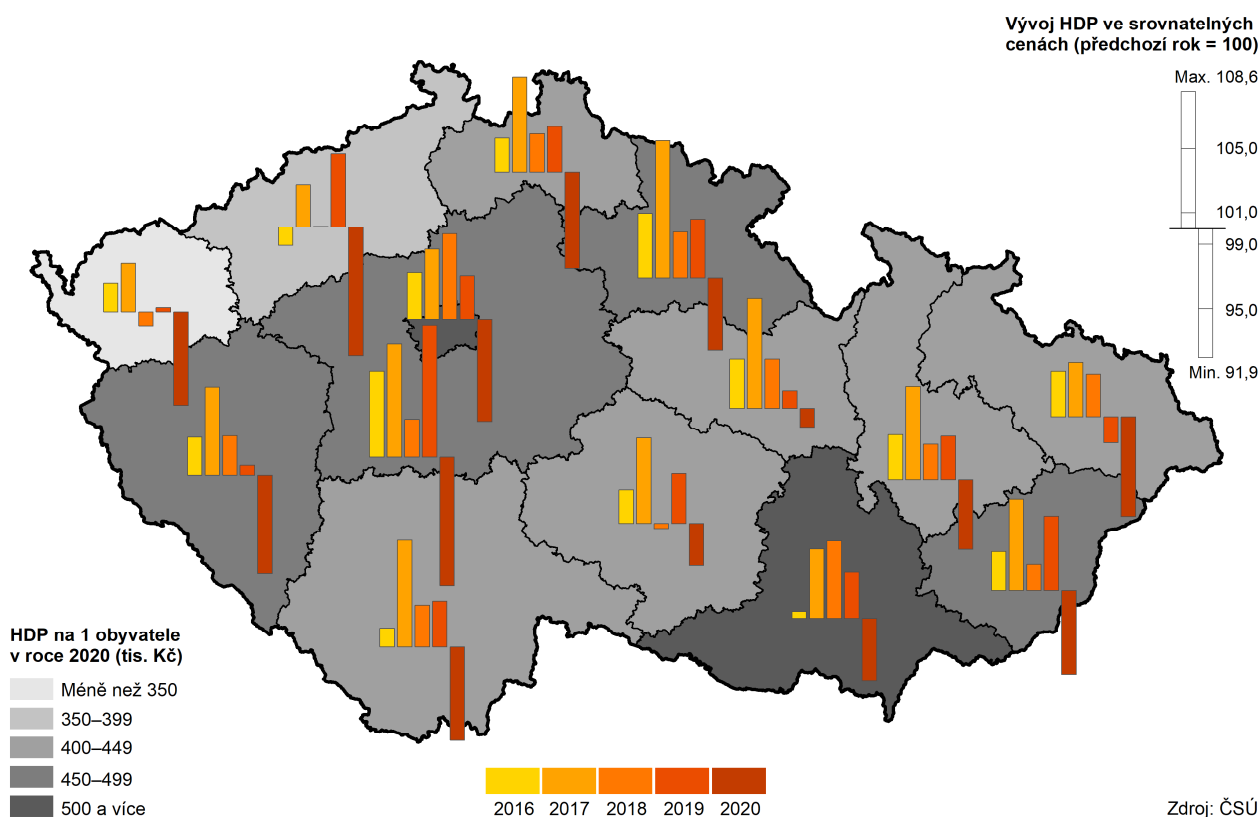 Vývoj HDP ve srovnatelných
cenách (předchozí rok = 100)
Max. 108,6
105,0
101,0
99,0
95,0
Min. 91,9
HDP na 1 obyvatele
v roce 2020 (tis. Kč)
Méně než 350
350–399
400–449
450–499
500 a více
2016 2017 2018 2019 2020
Zdroj: ČSÚ